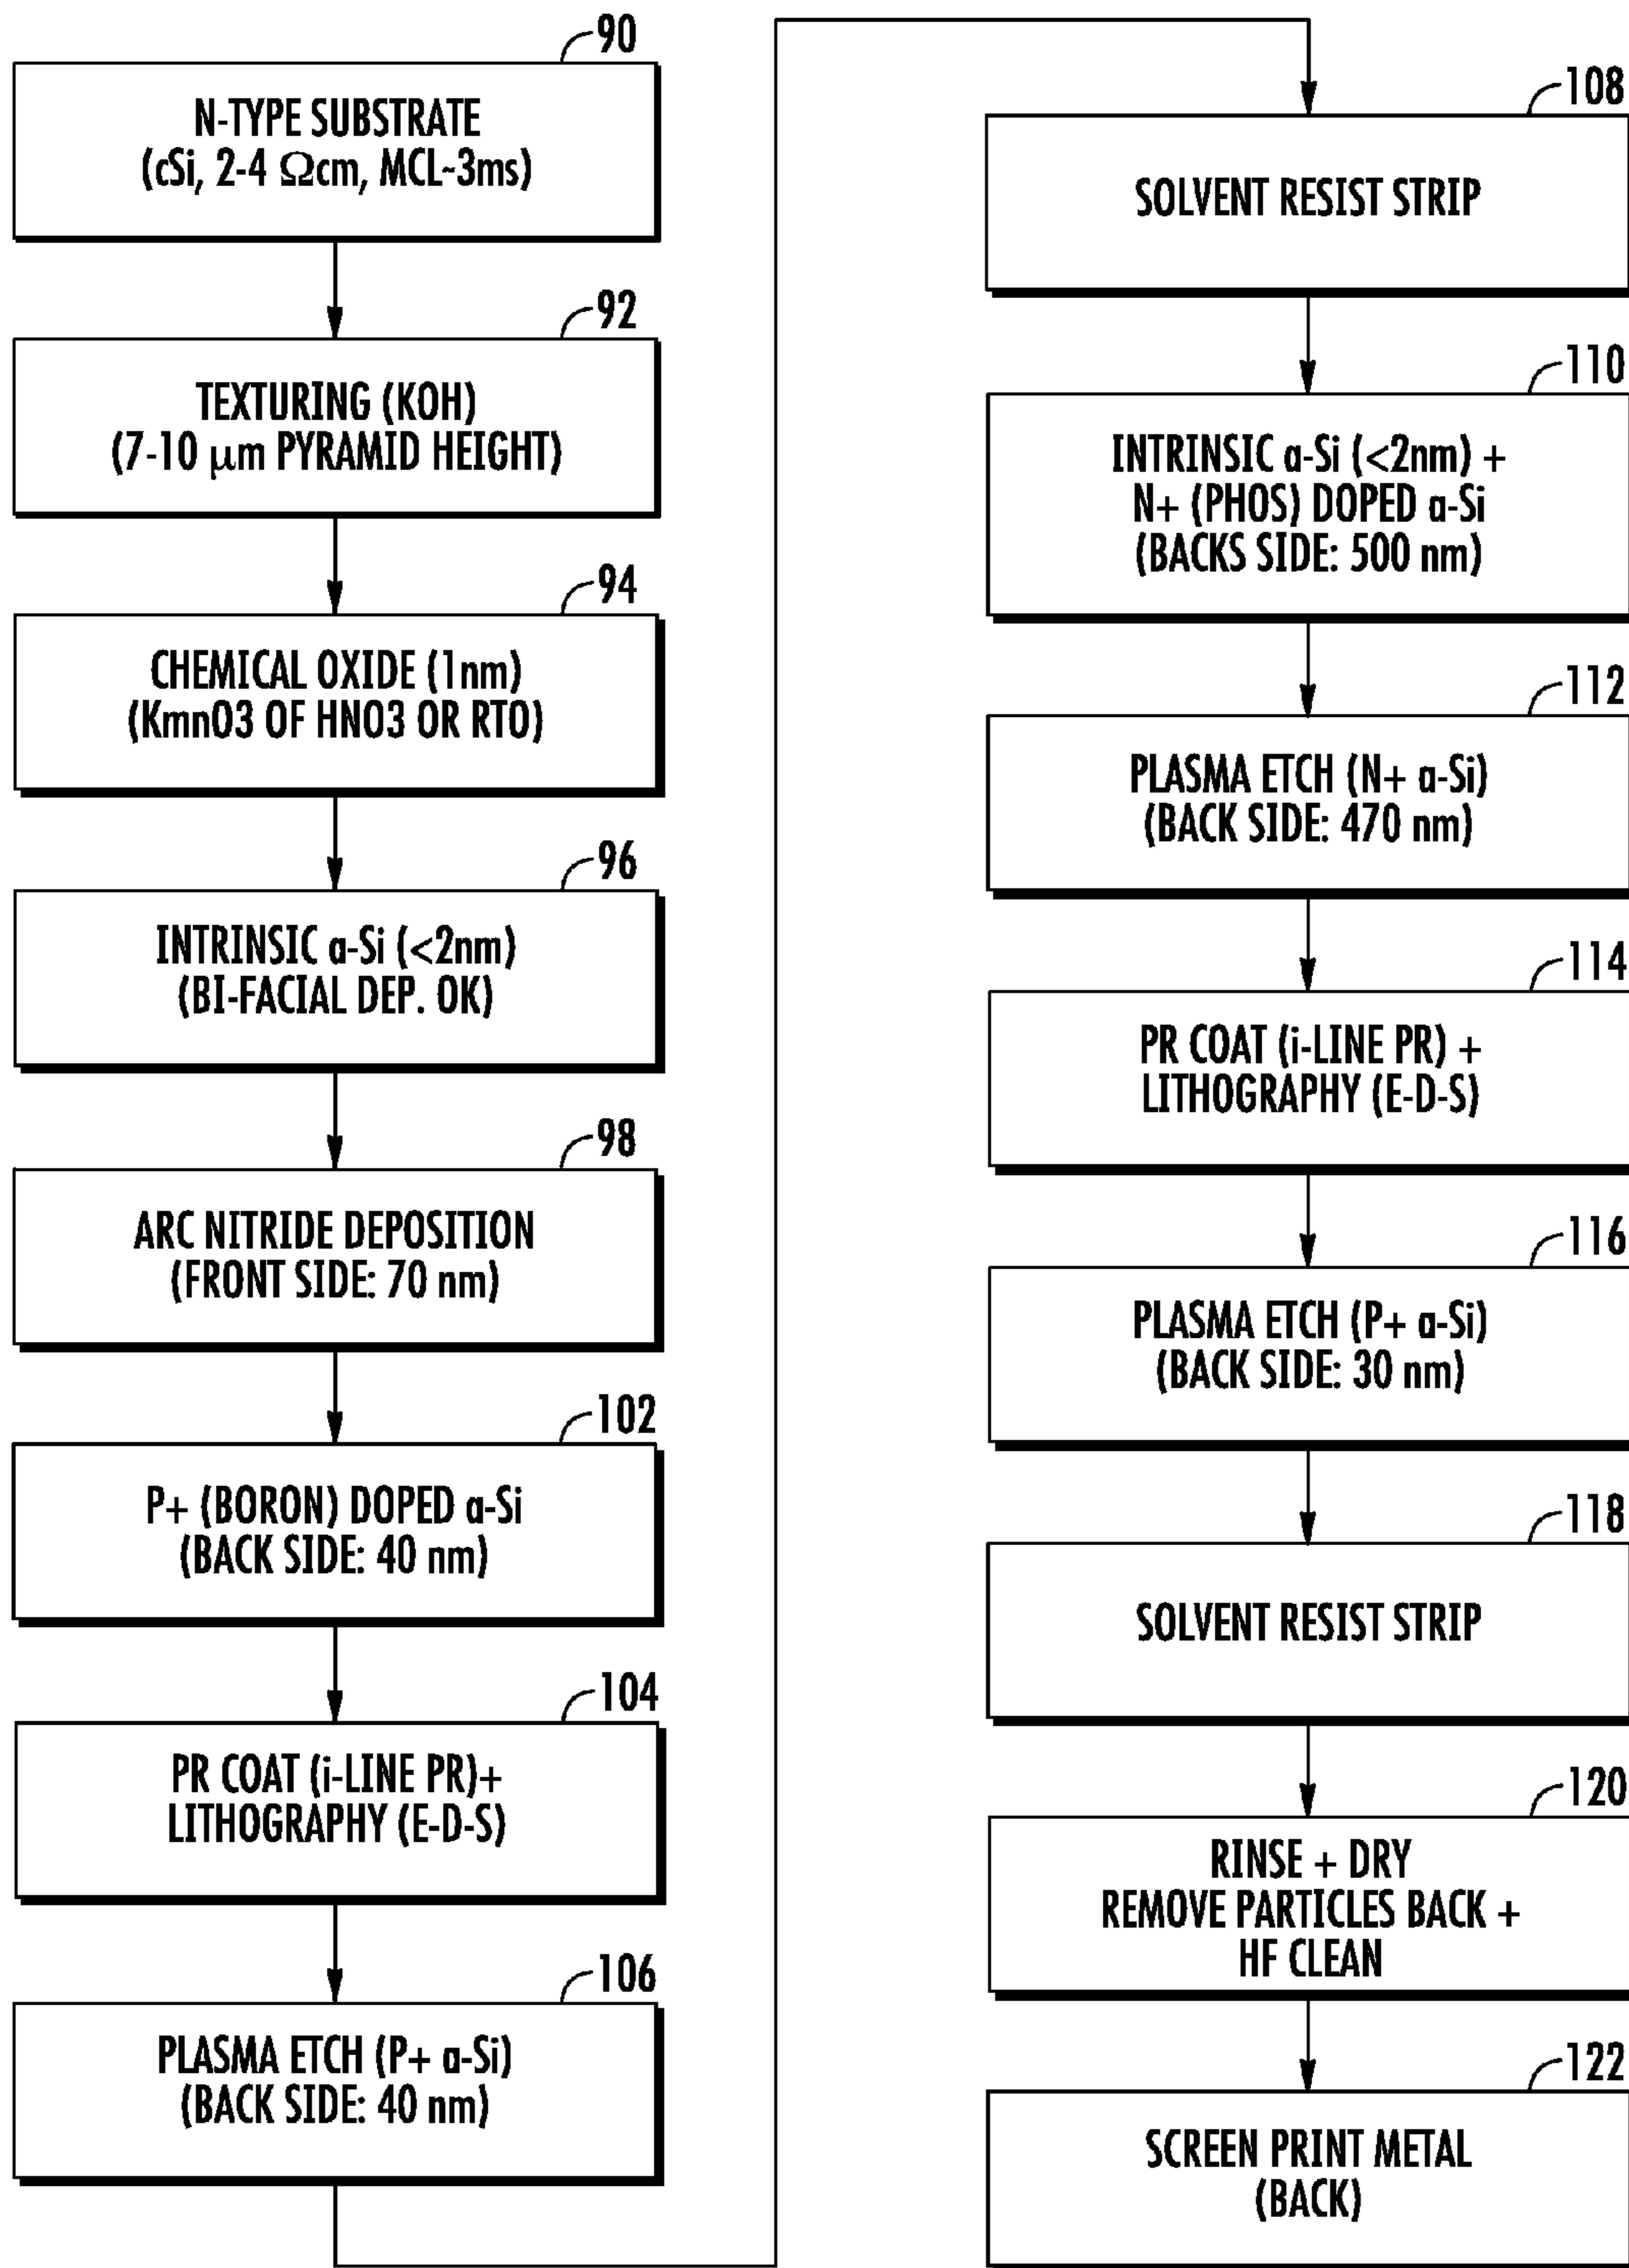 90
N-TYPE SUBSTRATE
(cSi, 2-4 Ωcm, MCL~3ms)
92
TEXTURING (KOH)
(7-10 μm PYRAMID HEIGHT)
94
CHEMICAL OXIDE (1nm)
(KmnO3 OF HNO3 OR RTO)
96
INTRINSIC a-Si (<2nm)
(BI-FACIAL DEP. OK)
98
ARC NITRIDE DEPOSITION
(FRONT SIDE: 70 nm)
102
P+ (BORON) DOPED a-Si
(BACK SIDE: 40 nm)
104
PR COAT (i-LINE PR)+
LITHOGRAPHY (E-D-S)
106
PLASMA ETCH (P+ a-Si)
(BACK SIDE: 40 nm)
108
SOLVENT RESIST STRIP
110
INTRINSIC a-Si (<2nm) +
N+ (PHOS) DOPED a-Si
(BACKS SIDE: 500 nm)
112
PLASMA ETCH (N+ a-Si)
(BACK SIDE: 470 nm)
114
PR COAT (i-LINE PR) +
LITHOGRAPHY (E-D-S)
116
PLASMA ETCH (P+ a-Si)
(BACK SIDE: 30 nm)
118
SOLVENT RESIST STRIP
120
RINSE + DRY
REMOVE PARTICLES BACK +
HF CLEAN
122
SCREEN PRINT METAL
(BACK)